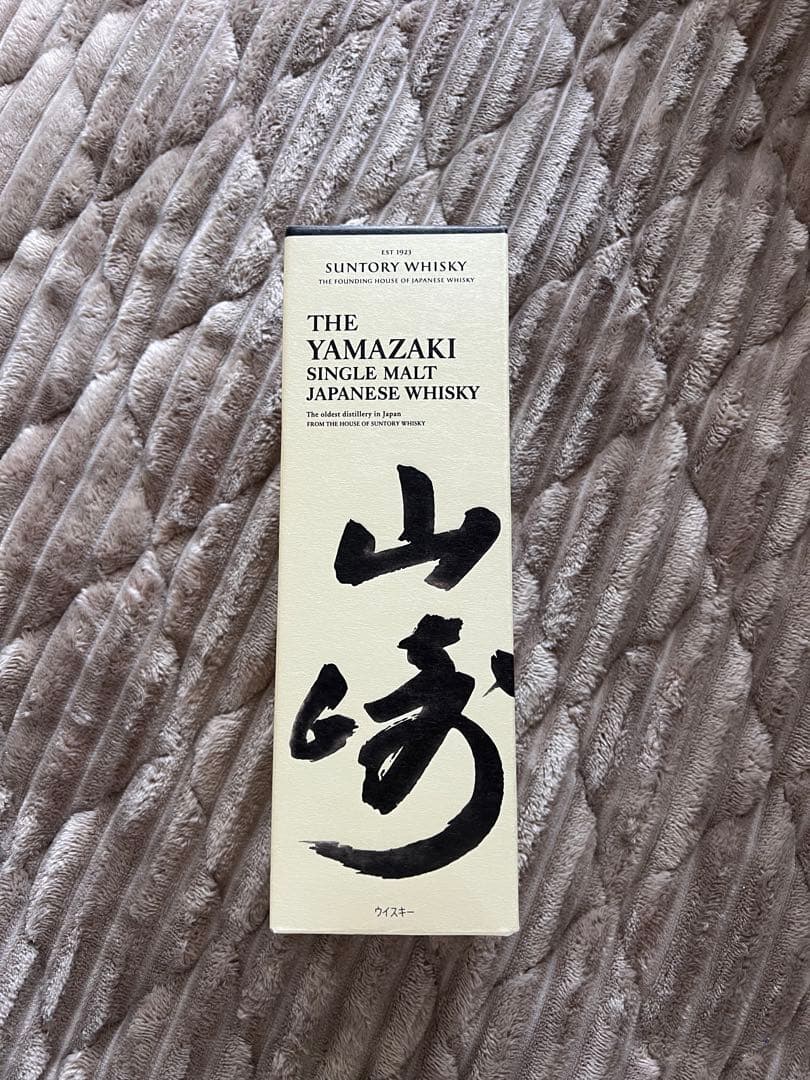 EST 1923
SUNTORY WHISKY
THE FOUNDING HOUSE OF JAPANESE WHISKY
THE
YAMAZAKI
SINGLE MALT
JAPANESE WHISKY
The oldest distillery in Japan
FROM THE HOUSE OF SUNTORY WHISKY
山
崎
ウイスキー